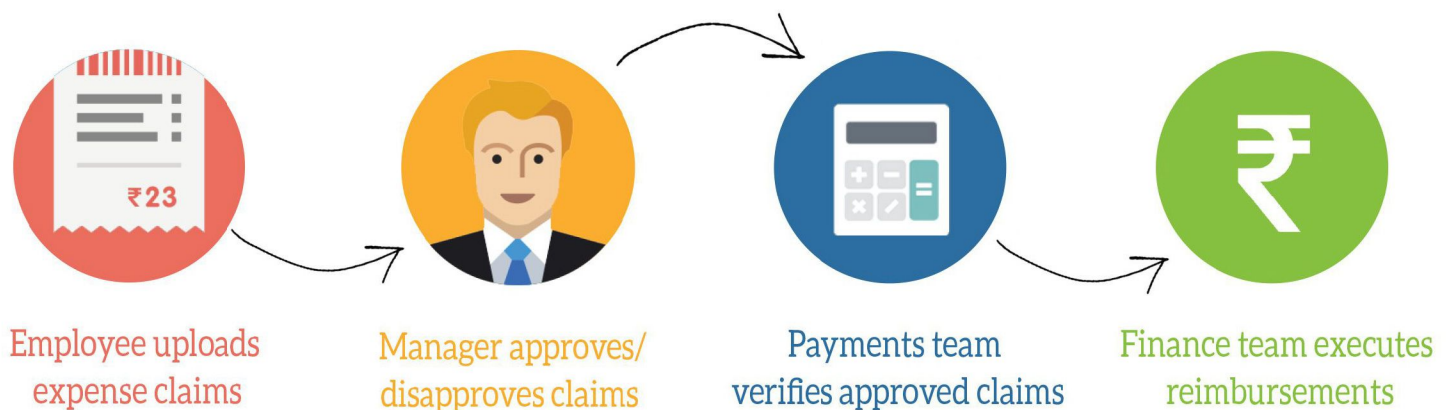 ₹23
Employee uploads
expense claims
Manager approves/
disapproves claims
+ −
=
× /
Payments team
verifies approved claims
₹
Finance team executes
reimbursements